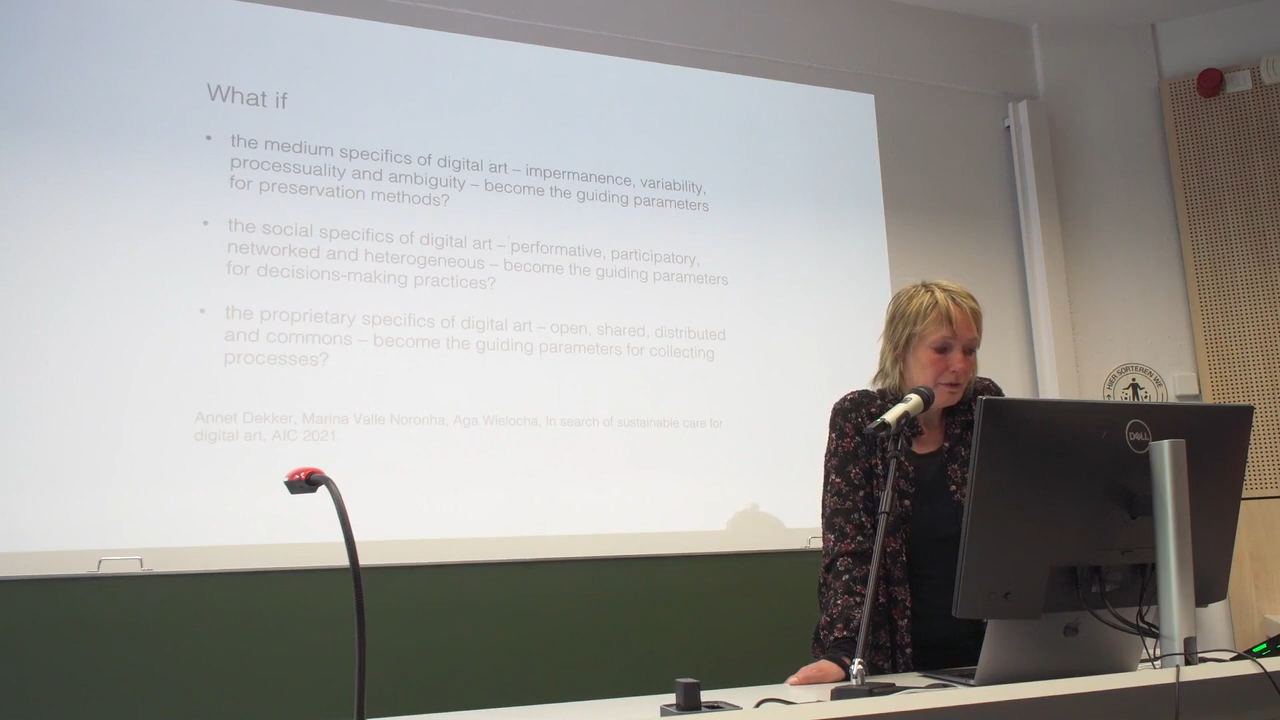 What if
• the medium specifics of digital art – impermanence, variability,
processuality and ambiguity – become the guiding parameters
for preservation methods?
• the social specifics of digital art – performative, participatory,
networked and heterogeneous – become the guiding parameters
for decisions-making practices?
• the proprietary specifics of digital art – open, shared, distributed
and commons – become the guiding parameters for collecting
processes?
Annet Dekker, Marina Valle Noronha, Aga Wielocha, In search of sustainable care for
digital art, AIC 2021
HIER SORTEREN WE
DELL